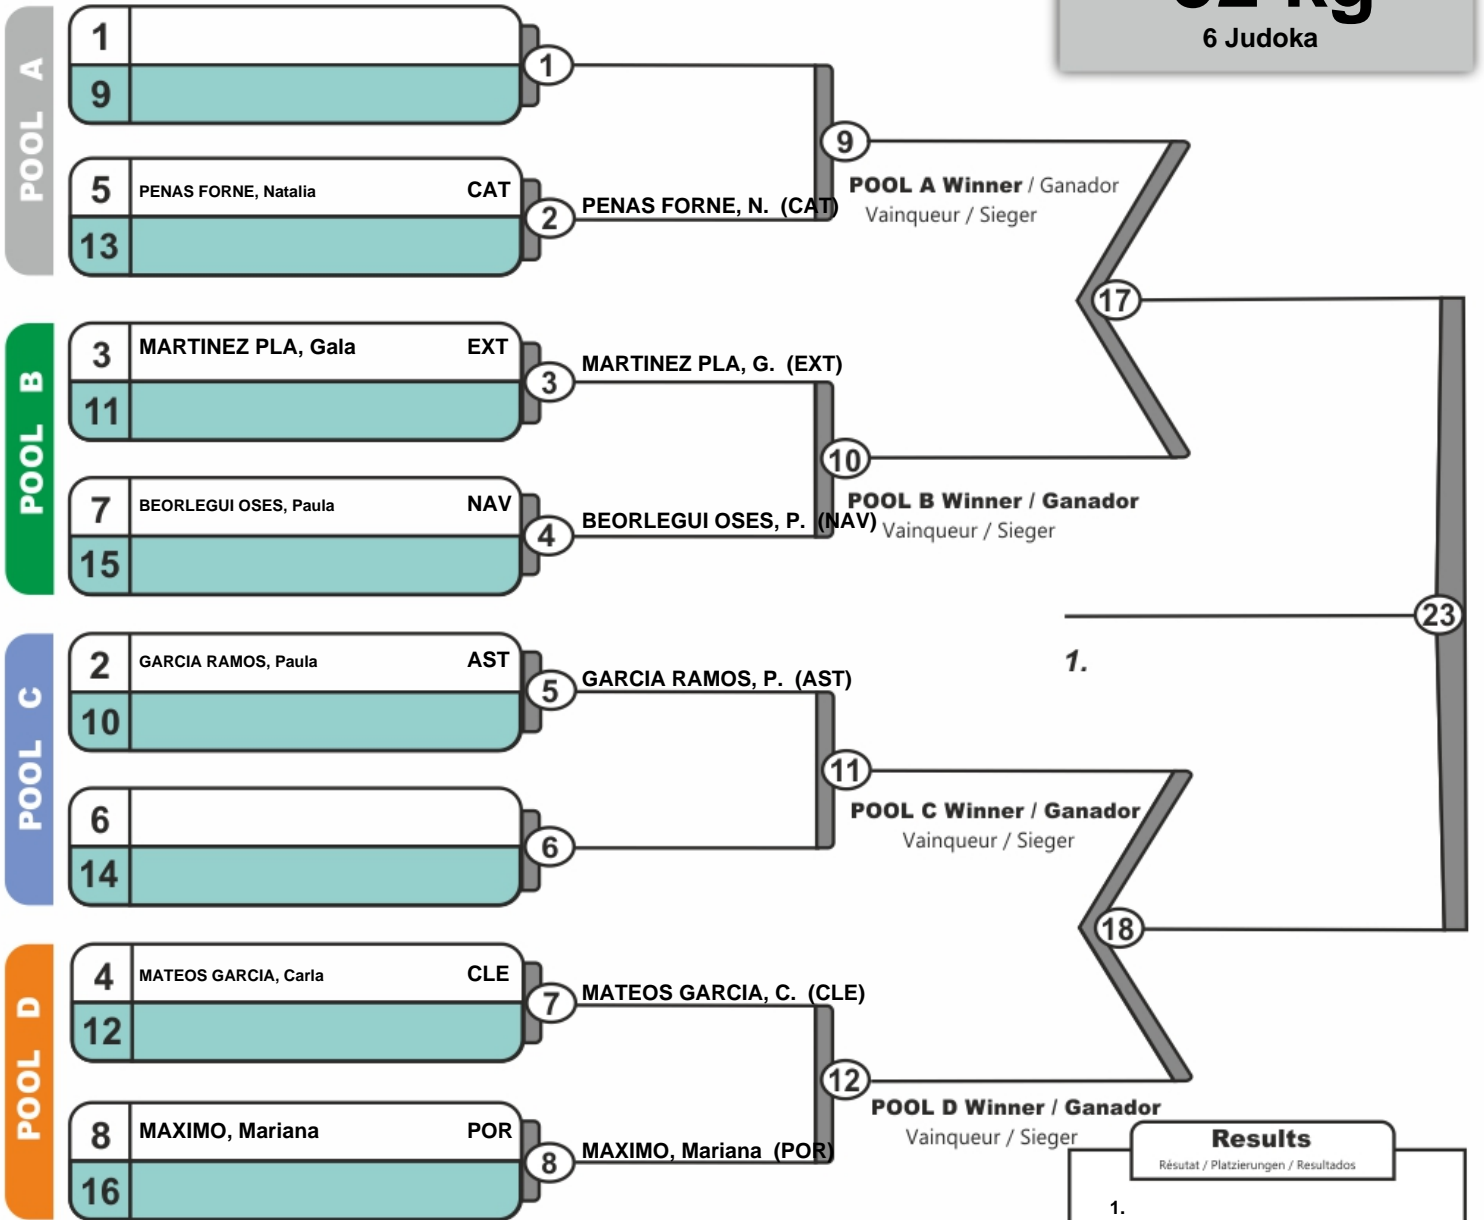 6 Judoka
POOL A
1
9
1
5 PENAS FORNE, Natalia CAT
13
2
PENAS FORNE, N. (CAT)
9
POOL A Winner / Ganador
Vainqueur / Sieger
17
POOL B
3 MARTINEZ PLA, Gala EXT
11
3
MARTINEZ PLA, G. (EXT)
7 BEORLEGUI OSES, Paula NAV
15
4
BEORLEGUI OSES, P. (NAV)
10
POOL B Winner / Ganador
Vainqueur / Sieger
23
1.
POOL C
2 GARCIA RAMOS, Paula AST
10
5
GARCIA RAMOS, P. (AST)
6
14
6
11
POOL C Winner / Ganador
Vainqueur / Sieger
18
POOL D
4 MATEOS GARCIA, Carla CLE
12
7
MATEOS GARCIA, C. (CLE)
8 MAXIMO, Mariana POR
16
8
MAXIMO, Mariana (POR)
12
POOL D Winner / Ganador
Vainqueur / Sieger
Results
Résutat / Platzierungen / Resultados
1.